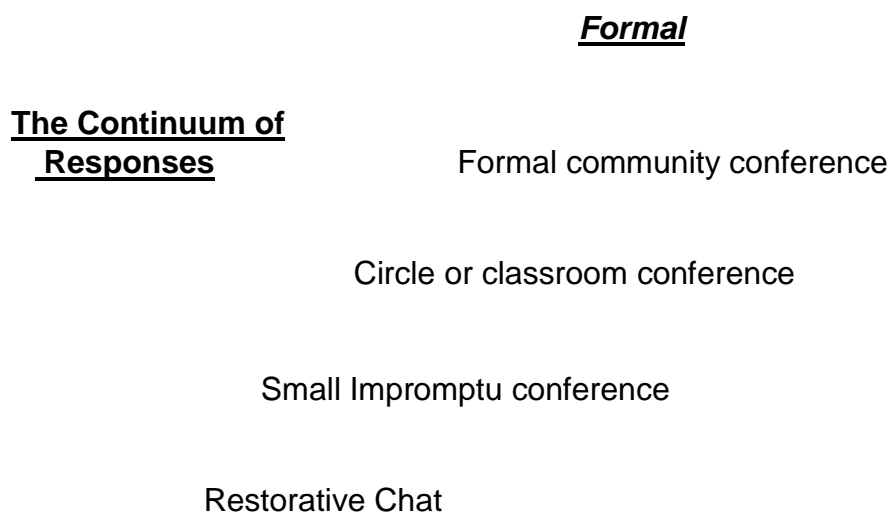 Formal
The Continuum of
Responses
Formal community conference
Circle or classroom conference
Small Impromptu conference
Restorative Chat